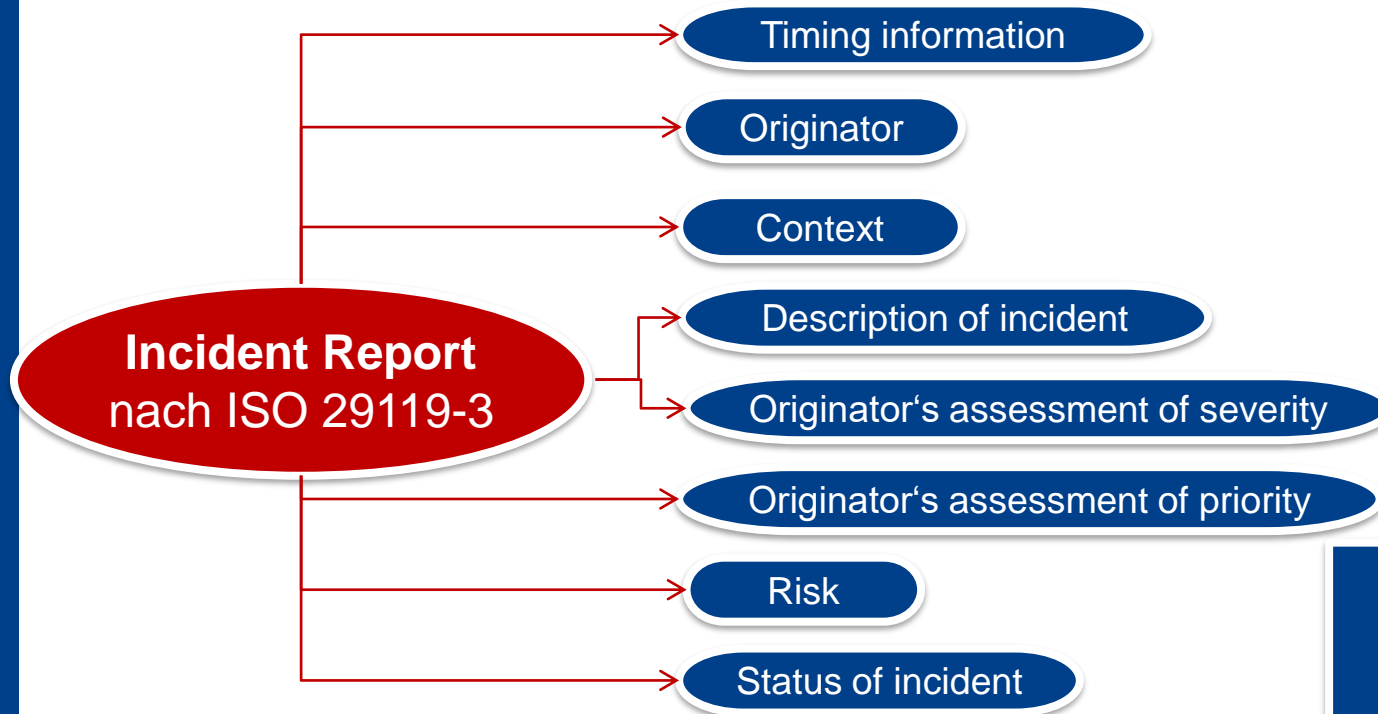 Timing information
Originator
Context
Incident Report
nach ISO 29119-3
Description of incident
Originator‘s assessment of severity
Originator‘s assessment of priority
Risk
Status of incident